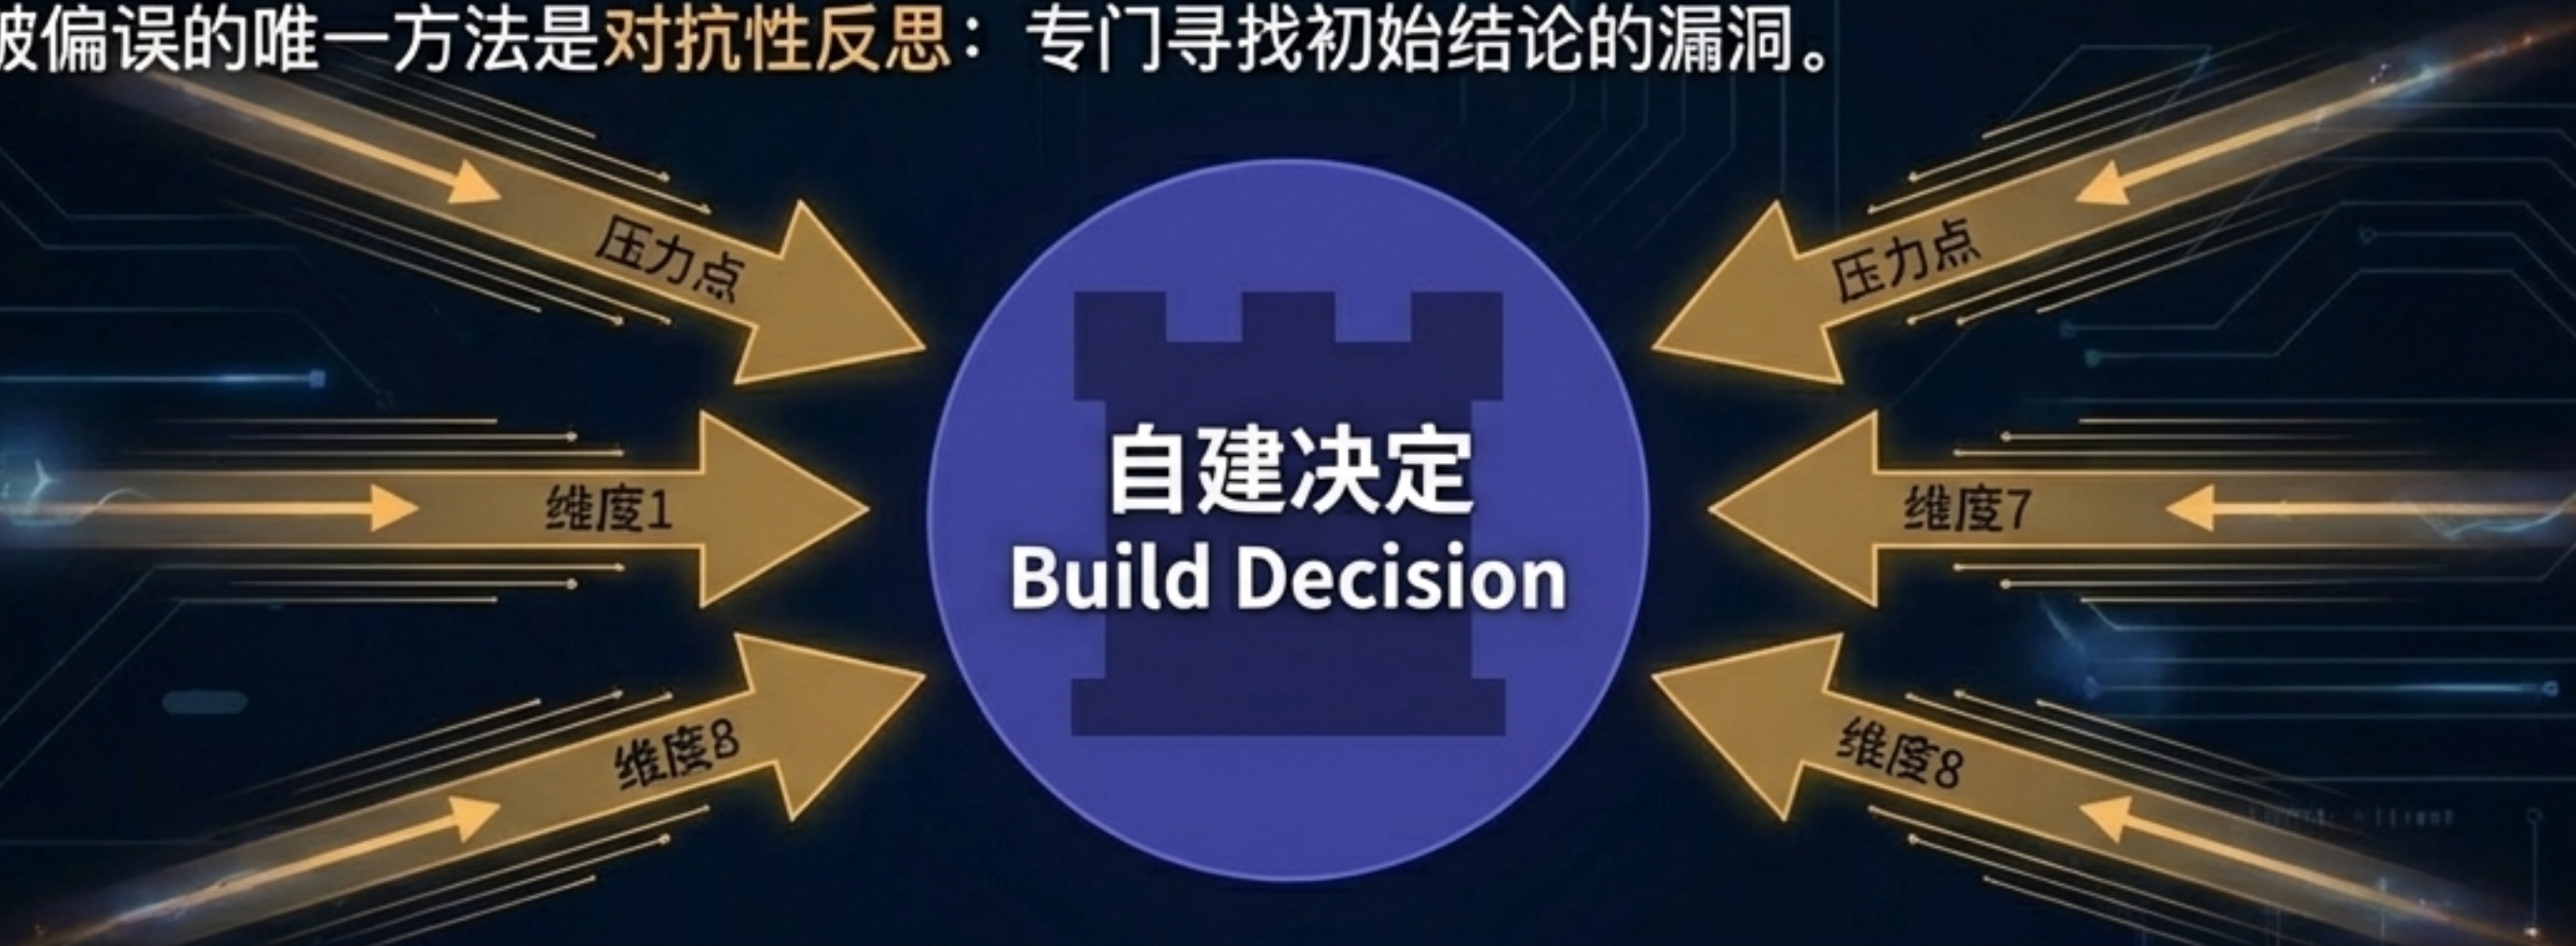 偏误的唯一方法是对抗性反思：专门寻找初始结论的漏洞。
压力点
压力点
自建决定
Build Decision
维度1
维度7
维度8
维度8